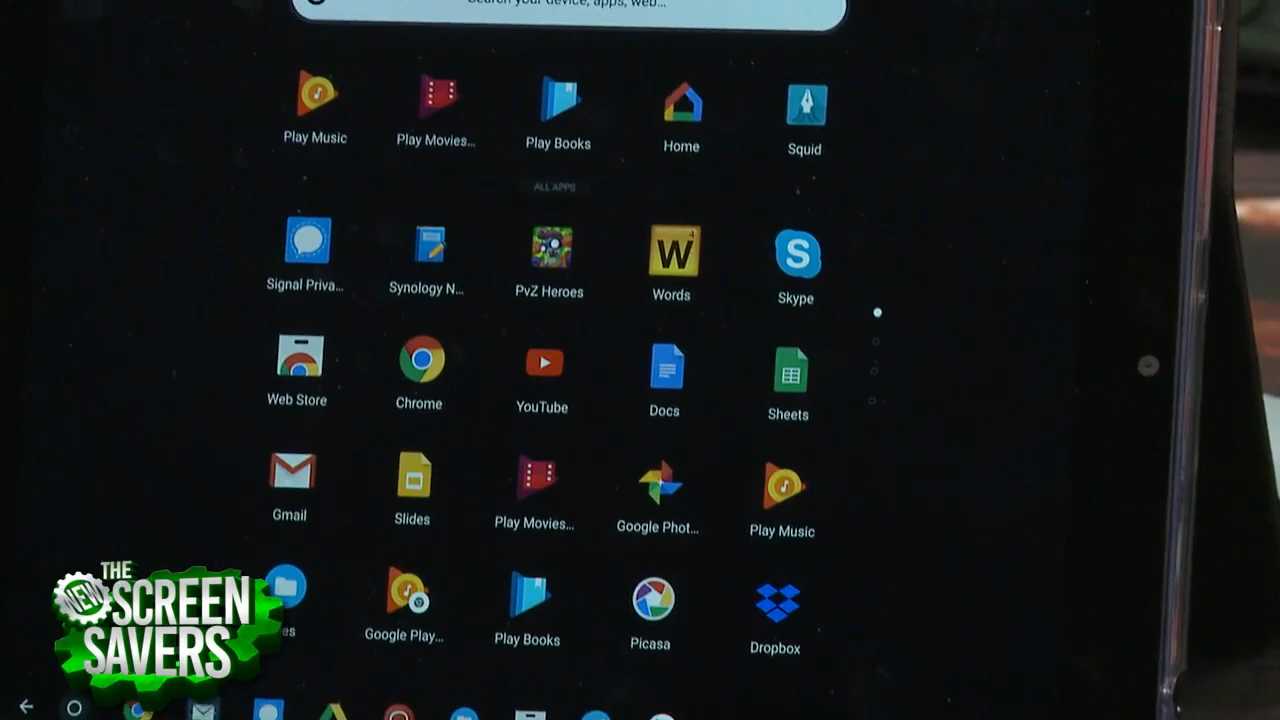 Search your device, apps, web...
Play Music
Play Movies...
Play Books
Home
Squid
ALL APPS
Signal Priva...
Synology N...
PvZ Heroes
W 4
Words
S
Skype
Web Store
Chrome
YouTube
Docs
Sheets
Gmail
Slides
Play Movies...
Google Phot...
Play Music
es
Google Play...
Play Books
Picasa
Dropbox
THE
NEW
SCREEN
SAVERS